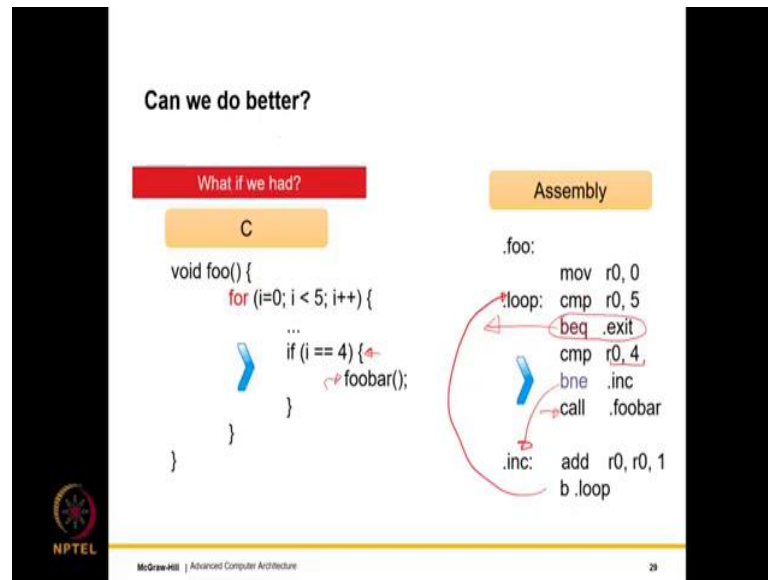 Can we do better?
What if we had?
C
void foo() {
for (i=0; i < 5; i++) {
...
if (i == 4) {
foobar();
}
}
}
Assembly
.foo:
mov r0, 0
.loop: cmp r0, 5
beq .exit
cmp r0, 4
bne .inc
call .foobar
.inc: add r0, r0, 1
b .loop
NPTEL
McGraw-Hill | Advanced Computer Architecture
29